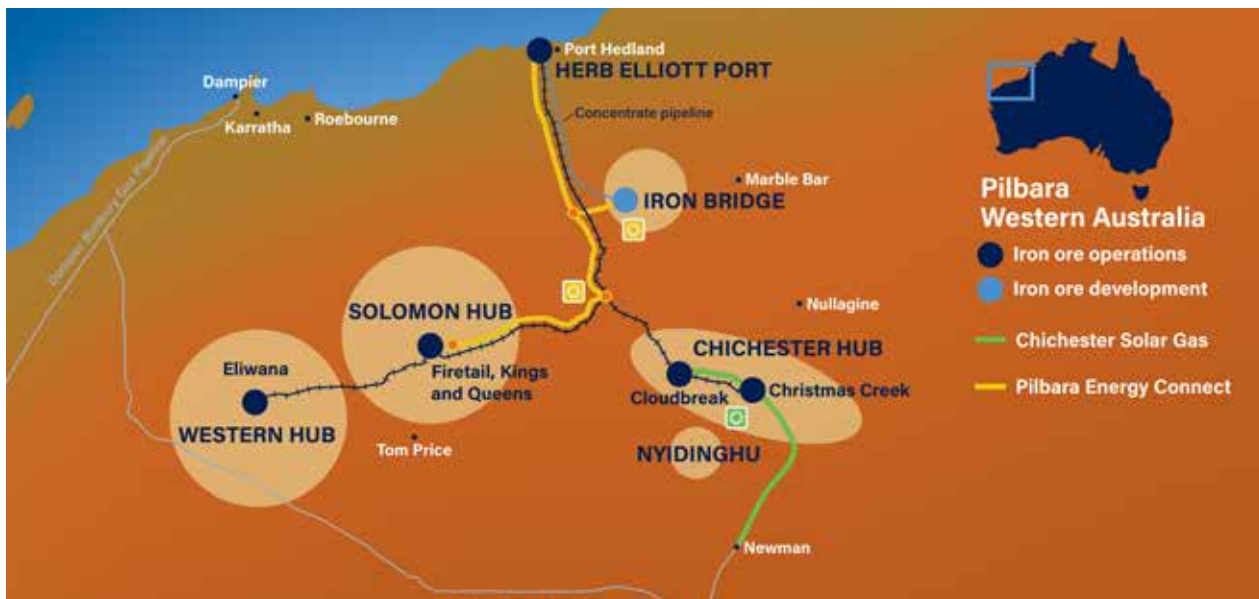 Port Hedland
HERB ELLIOTT PORT
Dampier
Karratha
Roebourne
Concentrate pipeline
Dampier Bunbury Gas Pipeline
Marble Bar
IRON BRIDGE
Pilbara
Western Australia
Iron ore operations
Iron ore development
Chichester Solar Gas
Pilbara Energy Connect
Nullagine
SOLOMON HUB
Firetail, Kings
and Queens
Eliwana
WESTERN HUB
Tom Price
CHICHESTER HUB
Cloudbreak
Christmas Creek
NYIDINGHU
Newman